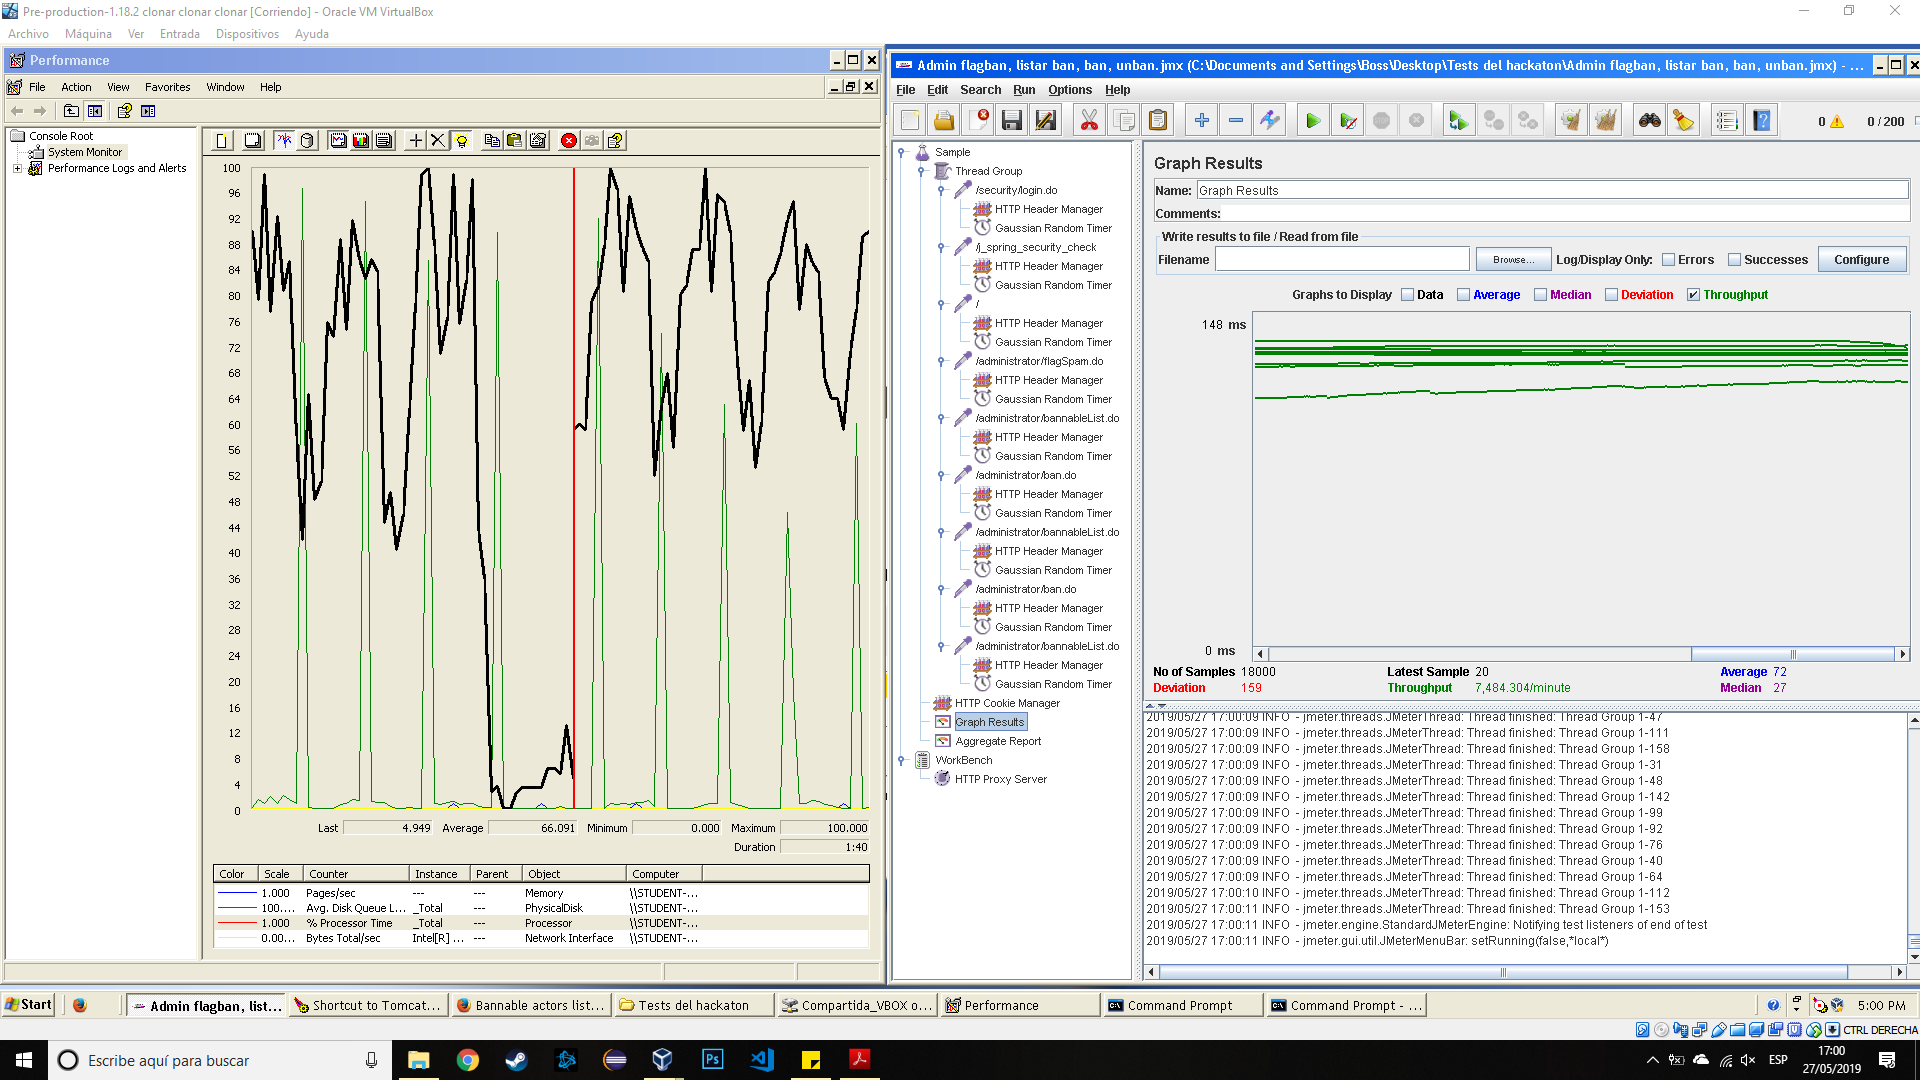 Pre-production-1.18.2 clonar clonar clonar [Corriendo] - Oracle VM VirtualBox
Archivo Máquina Ver Entrada Dispositivos Ayuda
Performance
File Action View Favorites Window Help
Console Root
System Monitor
Performance Logs and Alerts
100
96
92
88
84
80
76
72
68
64
60
56
52
48
44
40
36
32
28
24
20
16
12
8
4
0
Last 4.949 Average 66.091 Minimum 0.000 Maximum 100.000
Duration 1:40
Color Scale Counter Instance Parent Object Computer
1.000 Pages/sec --- --- Memory \\STUDENT-...
100.... Avg. Disk Queue L... _Total --- PhysicalDisk \\STUDENT-...
1.000 % Processor Time _Total --- Processor \\STUDENT-...
0.00... Bytes Total/sec Intel[R] ... --- Network Interface \\STUDENT-...
Admin flagban, listar ban, ban, unban.jmx (C:\Documents and Settings\Boss\Desktop\Tests del hackaton\Admin flagban, listar ban, ban, unban.jmx) - ...
File Edit Search Run Options Help
0 0 / 200
Sample
Thread Group
/security/login.do
HTTP Header Manager
Gaussian Random Timer
/j_spring_security_check
HTTP Header Manager
Gaussian Random Timer
/
HTTP Header Manager
Gaussian Random Timer
/administrator/flagSpam.do
HTTP Header Manager
Gaussian Random Timer
/administrator/bannableList.do
HTTP Header Manager
Gaussian Random Timer
/administrator/ban.do
HTTP Header Manager
Gaussian Random Timer
/administrator/bannableList.do
HTTP Header Manager
Gaussian Random Timer
/administrator/ban.do
HTTP Header Manager
Gaussian Random Timer
/administrator/bannableList.do
HTTP Header Manager
Gaussian Random Timer
HTTP Cookie Manager
Graph Results
Aggregate Report
WorkBench
HTTP Proxy Server
Graph Results
Name: Graph Results
Comments:
Write results to file / Read from file
Filename Browse... Log/Display Only: Errors Successes Configure
Graphs to Display Data Average Median Deviation Throughput
148 ms
0 ms
No of Samples 18000 Latest Sample 20 Average 72
Deviation 159 Throughput 7,484.304/minute Median 27
2019/05/27 17:00:09 INFO - jmeter.threads.JMeterThread: Thread finished: Thread Group 1-47
2019/05/27 17:00:09 INFO - jmeter.threads.JMeterThread: Thread finished: Thread Group 1-111
2019/05/27 17:00:09 INFO - jmeter.threads.JMeterThread: Thread finished: Thread Group 1-158
2019/05/27 17:00:09 INFO - jmeter.threads.JMeterThread: Thread finished: Thread Group 1-31
2019/05/27 17:00:09 INFO - jmeter.threads.JMeterThread: Thread finished: Thread Group 1-48
2019/05/27 17:00:09 INFO - jmeter.threads.JMeterThread: Thread finished: Thread Group 1-142
2019/05/27 17:00:09 INFO - jmeter.threads.JMeterThread: Thread finished: Thread Group 1-99
2019/05/27 17:00:09 INFO - jmeter.threads.JMeterThread: Thread finished: Thread Group 1-92
2019/05/27 17:00:09 INFO - jmeter.threads.JMeterThread: Thread finished: Thread Group 1-76
2019/05/27 17:00:09 INFO - jmeter.threads.JMeterThread: Thread finished: Thread Group 1-40
2019/05/27 17:00:09 INFO - jmeter.threads.JMeterThread: Thread finished: Thread Group 1-64
2019/05/27 17:00:10 INFO - jmeter.threads.JMeterThread: Thread finished: Thread Group 1-112
2019/05/27 17:00:11 INFO - jmeter.threads.JMeterThread: Thread finished: Thread Group 1-153
2019/05/27 17:00:11 INFO - jmeter.engine.StandardJMeterEngine: Notifying test listeners of end of test
2019/05/27 17:00:11 INFO - jmeter.gui.util.JMeterMenuBar: setRunning(false,*local*)
Start Admin flagban, list... Shortcut to Tomcat... Bannable actors list... Tests del hackaton Compartida_VBOX o... Performance Command Prompt Command Prompt - ... 5:00 PM
CTRL DERECHA
Escribe aquí para buscar
ESP
17:00
27/05/2019